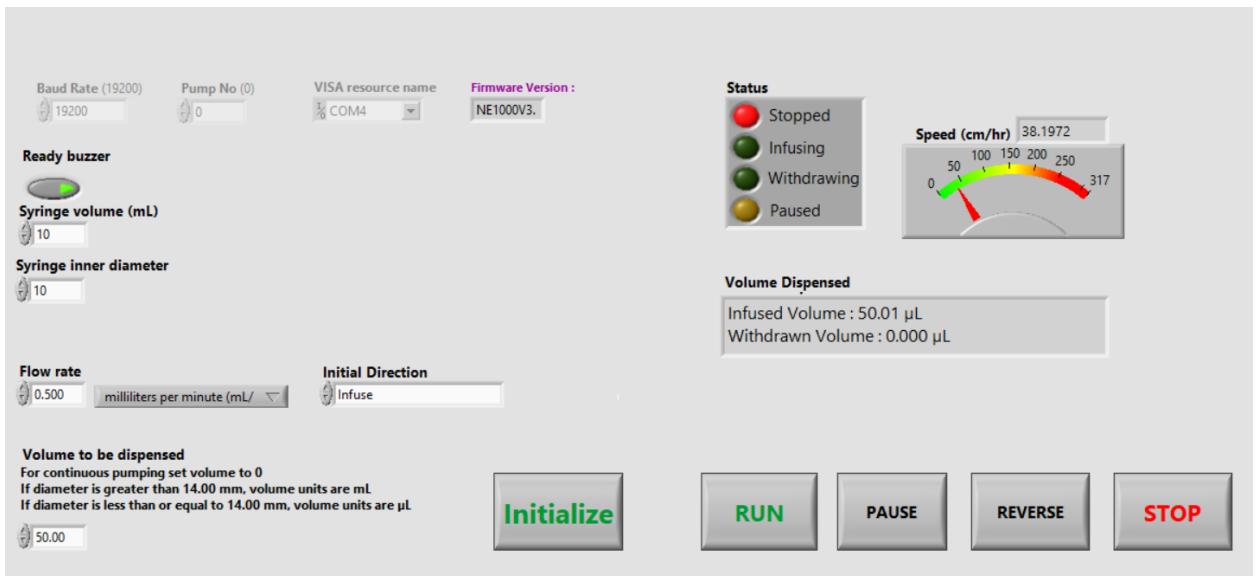 Baud Rate (19200)
19200
Pump No (0)
0
VISA resource name
COM4
Firmware Version :
NE1000V3.
Ready buzzer
Syringe volume (mL)
10
Syringe inner diameter
10
Flow rate
0.500
milliliters per minute (mL/
Initial Direction
Infuse
Volume to be dispensed
For continuous pumping set volume to 0
If diameter is greater than 14.00 mm, volume units are mL
If diameter is less than or equal to 14.00 mm, volume units are µL
50.00
Initialize
Status
Stopped
Infusing
Withdrawing
Paused
Speed (cm/hr)
38.1972
0
50
100
150
200
250
317
Volume Dispensed
Infused Volume : 50.01 µL
Withdrawn Volume : 0.000 µL
RUN
PAUSE
REVERSE
STOP